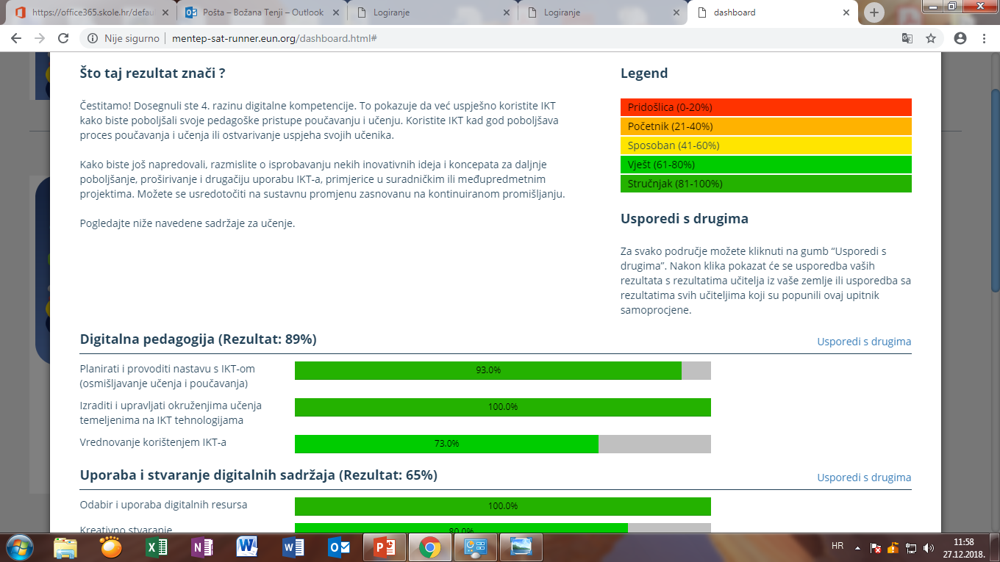 https://office365.skole.hr/defau
Pošta – Božana Tenji – Outlook
Logiranje
Logiranje
dashboard
Nije sigurno
mentep-sat-runner.eun.org/dashboard.html#
Što taj rezultat znači ?
Čestitamo! Dosegnuli ste 4. razinu digitalne kompetencije. To pokazuje da već uspješno koristite IKT
kako biste poboljšali svoje pedagoške pristupe poučavanju i učenju. Koristite IKT kad god poboljšava
proces poučavanja i učenja ili ostvarivanje uspjeha svojih učenika.
Kako biste još napredovali, razmislite o isprobavanju nekih inovativnih ideja i koncepata za daljnje
poboljšanje, proširivanje i drugačiju uporabu IKT-a, primjerice u suradničkim ili međupredmetnim
projektima. Možete se usredotočiti na sustavnu promjenu zasnovanu na kontinuiranom promišljanju.
Pogledajte niže navedene sadržaje za učenje.
Legend
Pridošlica (0-20%)
Početnik (21-40%)
Sposoban (41-60%)
Vješt (61-80%)
Stručnjak (81-100%)
Usporedi s drugima
Za svako područje možete kliknuti na gumb “Usporedi s
drugima”. Nakon klika pokazat će se usporedba vaših
rezultata s rezultatima učitelja iz vaše zemlje ili usporedba sa
rezultatima svih učiteljima koji su popunili ovaj upitnik
samoprocjene.
Digitalna pedagogija (Rezultat: 89%)
Usporedi s drugima
Planirati i provoditi nastavu s IKT-om
(osmišljavanje učenja i poučavanja)
93.0%
Izraditi i upravljati okruženjima učenja
temeljenima na IKT tehnologijama
100.0%
Vrednovanje korištenjem IKT-a
73.0%
Uporaba i stvaranje digitalnih sadržaja (Rezultat: 65%)
Usporedi s drugima
Odabir i uporaba digitalnih resursa
100.0%
Kreativno stvaranje
80.0%
HR
11:58
27.12.2018.